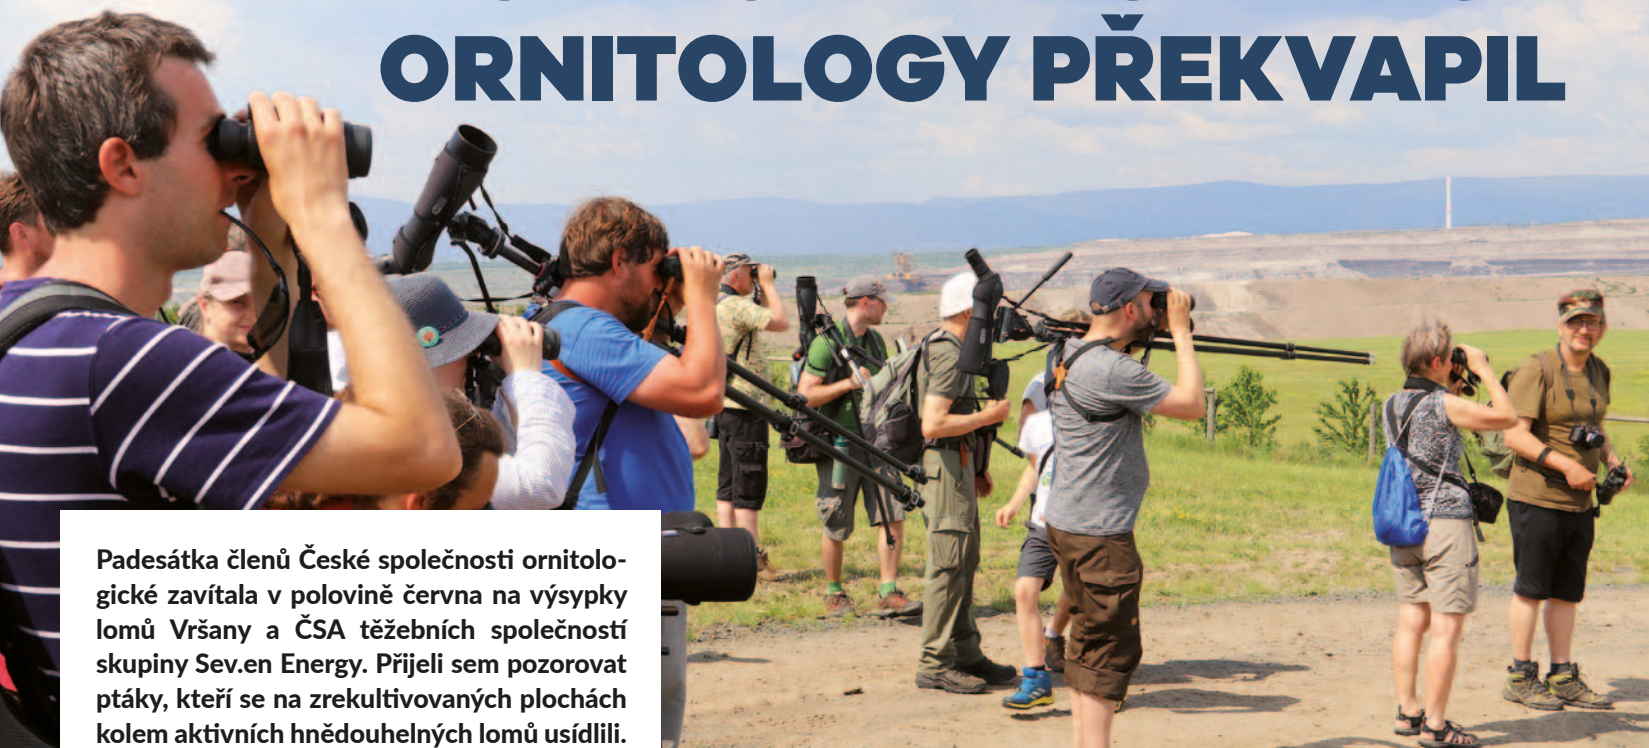 ORNITOLOGY PŘEKVAPIL
Padesátka členů České společnosti ornitolo-
gické zavítala v polovině června na výsypky
lomů Vršany a ČSA těžebních společností
skupiny Sev.en Energy. Přijeli sem pozorovat
ptáky, kteří se na zrekultivovaných plochách
kolem aktivních hnědouhelných lomů usídlili.